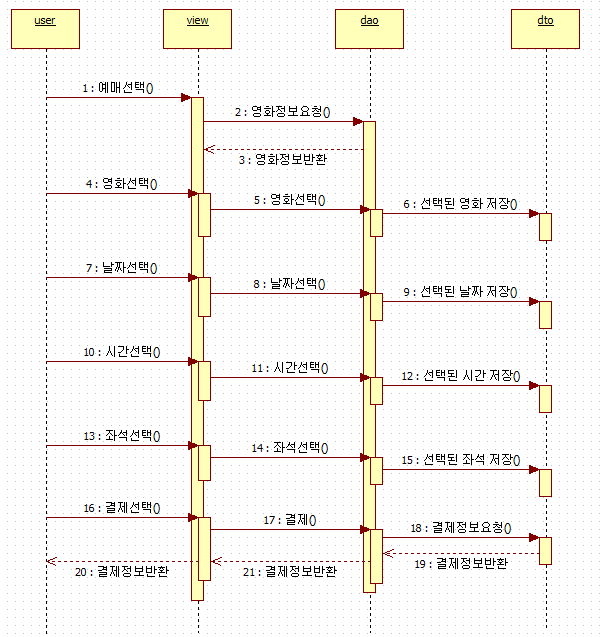 user
view
dao
dto
1 : 예매선택()
2 : 영화정보요청()
3 : 영화정보반환
4 : 영화선택()
5 : 영화선택()
6 : 선택된 영화 저장()
7 : 날짜선택()
8 : 날짜선택()
9 : 선택된 날짜 저장()
10 : 시간선택()
11 : 시간선택()
12 : 선택된 시간 저장()
13 : 좌석선택()
14 : 좌석선택()
15 : 선택된 좌석 저장()
16 : 결제선택()
17 : 결제()
18 : 결제정보요청()
19 : 결제정보반환
20 : 결제정보반환
21 : 결제정보반환